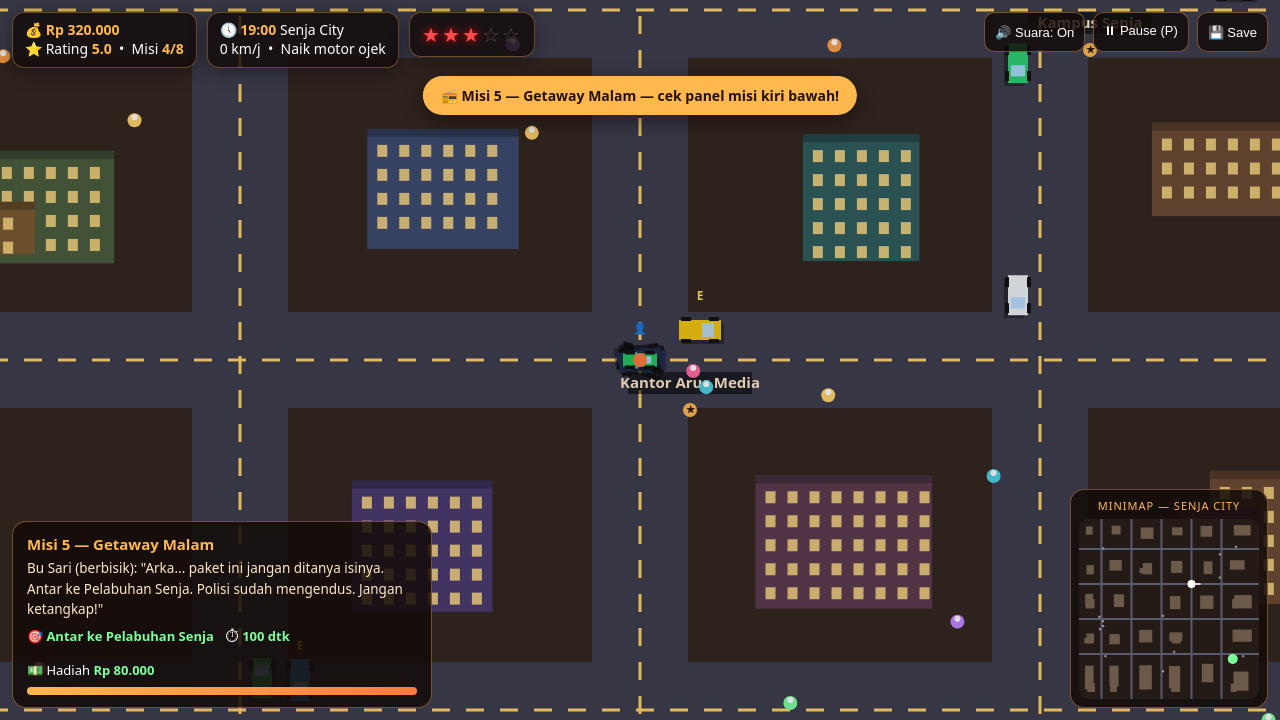 💰 Rp 320.000
⭐ Rating 5.0 • Misi 4/8
🕔 19:00 Senja City
0 km/j • Naik motor ojek
★★★☆☆
Kampus Senja
🔊 Suara: On
⏸ Pause (P)
💾 Save
📻 Misi 5 — Getaway Malam — cek panel misi kiri bawah!
E
Kantor Arus Media
MINIMAP — SENJA CITY
Misi 5 — Getaway Malam
Bu Sari (berbisik): "Arka... paket ini jangan ditanya isinya.
Antar ke Pelabuhan Senja. Polisi sudah mengendus. Jangan
ketangkap!"
🎯 Antar ke Pelabuhan Senja ⏱ 100 dtk
E
💵 Hadiah Rp 80.000